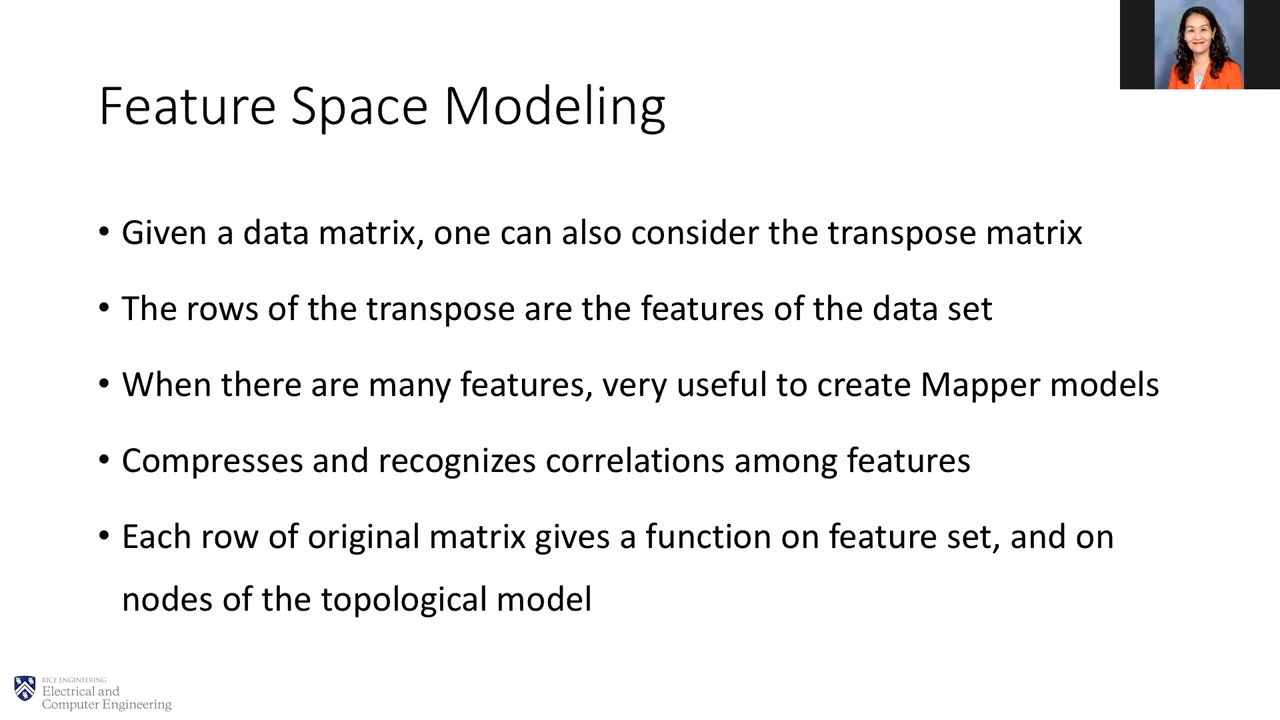 Feature Space Modeling
• Given a data matrix, one can also consider the transpose matrix
• The rows of the transpose are the features of the data set
• When there are many features, very useful to create Mapper models
• Compresses and recognizes correlations among features
• Each row of original matrix gives a function on feature set, and on
nodes of the topological model
RICE ENGINEERING
Electrical and
Computer Engineering